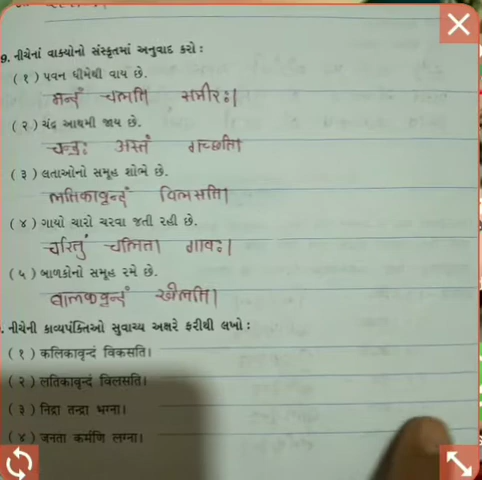 9. નીચેનાં વાક્યોનો સંસ્કૃતમાં અનુવાદ કરો :
( ૧ ) પવન ધીમેથી વાય છે.
मन्दं चलति समीरः।
( ૨ ) ચંદ્ર આથમી જાય છે.
चन्द्रः अस्तं गच्छति।
( ૩ ) લતાઓનો સમૂહ શોભે છે.
लतिकावृन्दं विलसति।
( ૪ ) ગાયો ચારો ચરવા જતી રહી છે.
चरितुं चलिता गावः।
( ૫ ) બાળકોનો સમૂહ રમે છે.
बालकवृन्दं खेलति।
. નીચેની કાવ્યપંક્તિઓ સુવાચ્ય અક્ષરે ફરીથી લખો :
( ૧ ) कलिकावृन्दं विकसति।
( ૨ ) लतिकावृन्दं विलसति।
( ૩ ) निद्रा तन्द्रा भग्ना।
( ૪ ) जनता कर्मणि लग्ना।